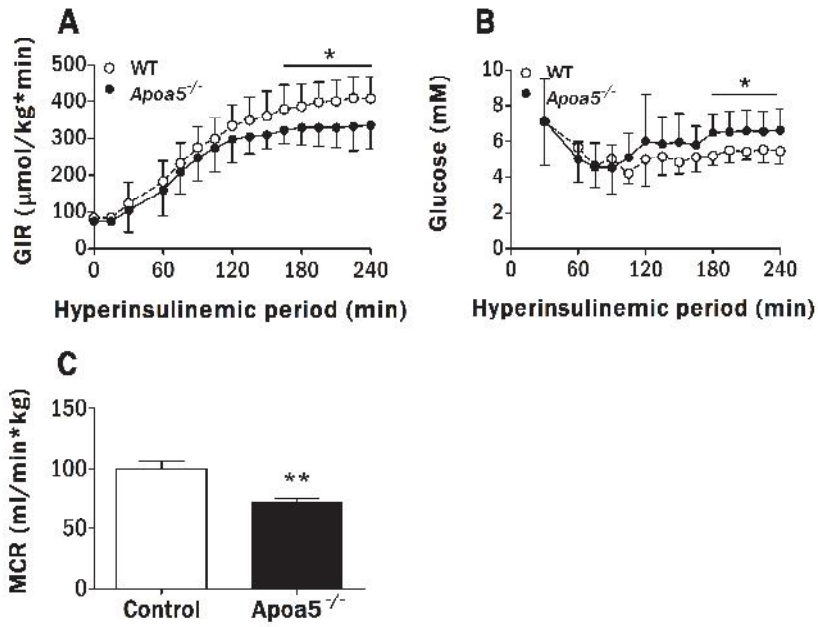 A
GIR (µmol/kg*min)
500
400
300
200
100
0
WT
Apoa5-/-
*
0 60 120 180 240
Hyperinsulinemic period (min)
B
Glucose (mM)
10
8
6
4
2
0
WT
Apoa5-/-
*
0 60 120 180 240
Hyperinsulinemic period (min)
C
MCR (ml/min*kg)
150
100
50
0
**
Control Apoa5-/-